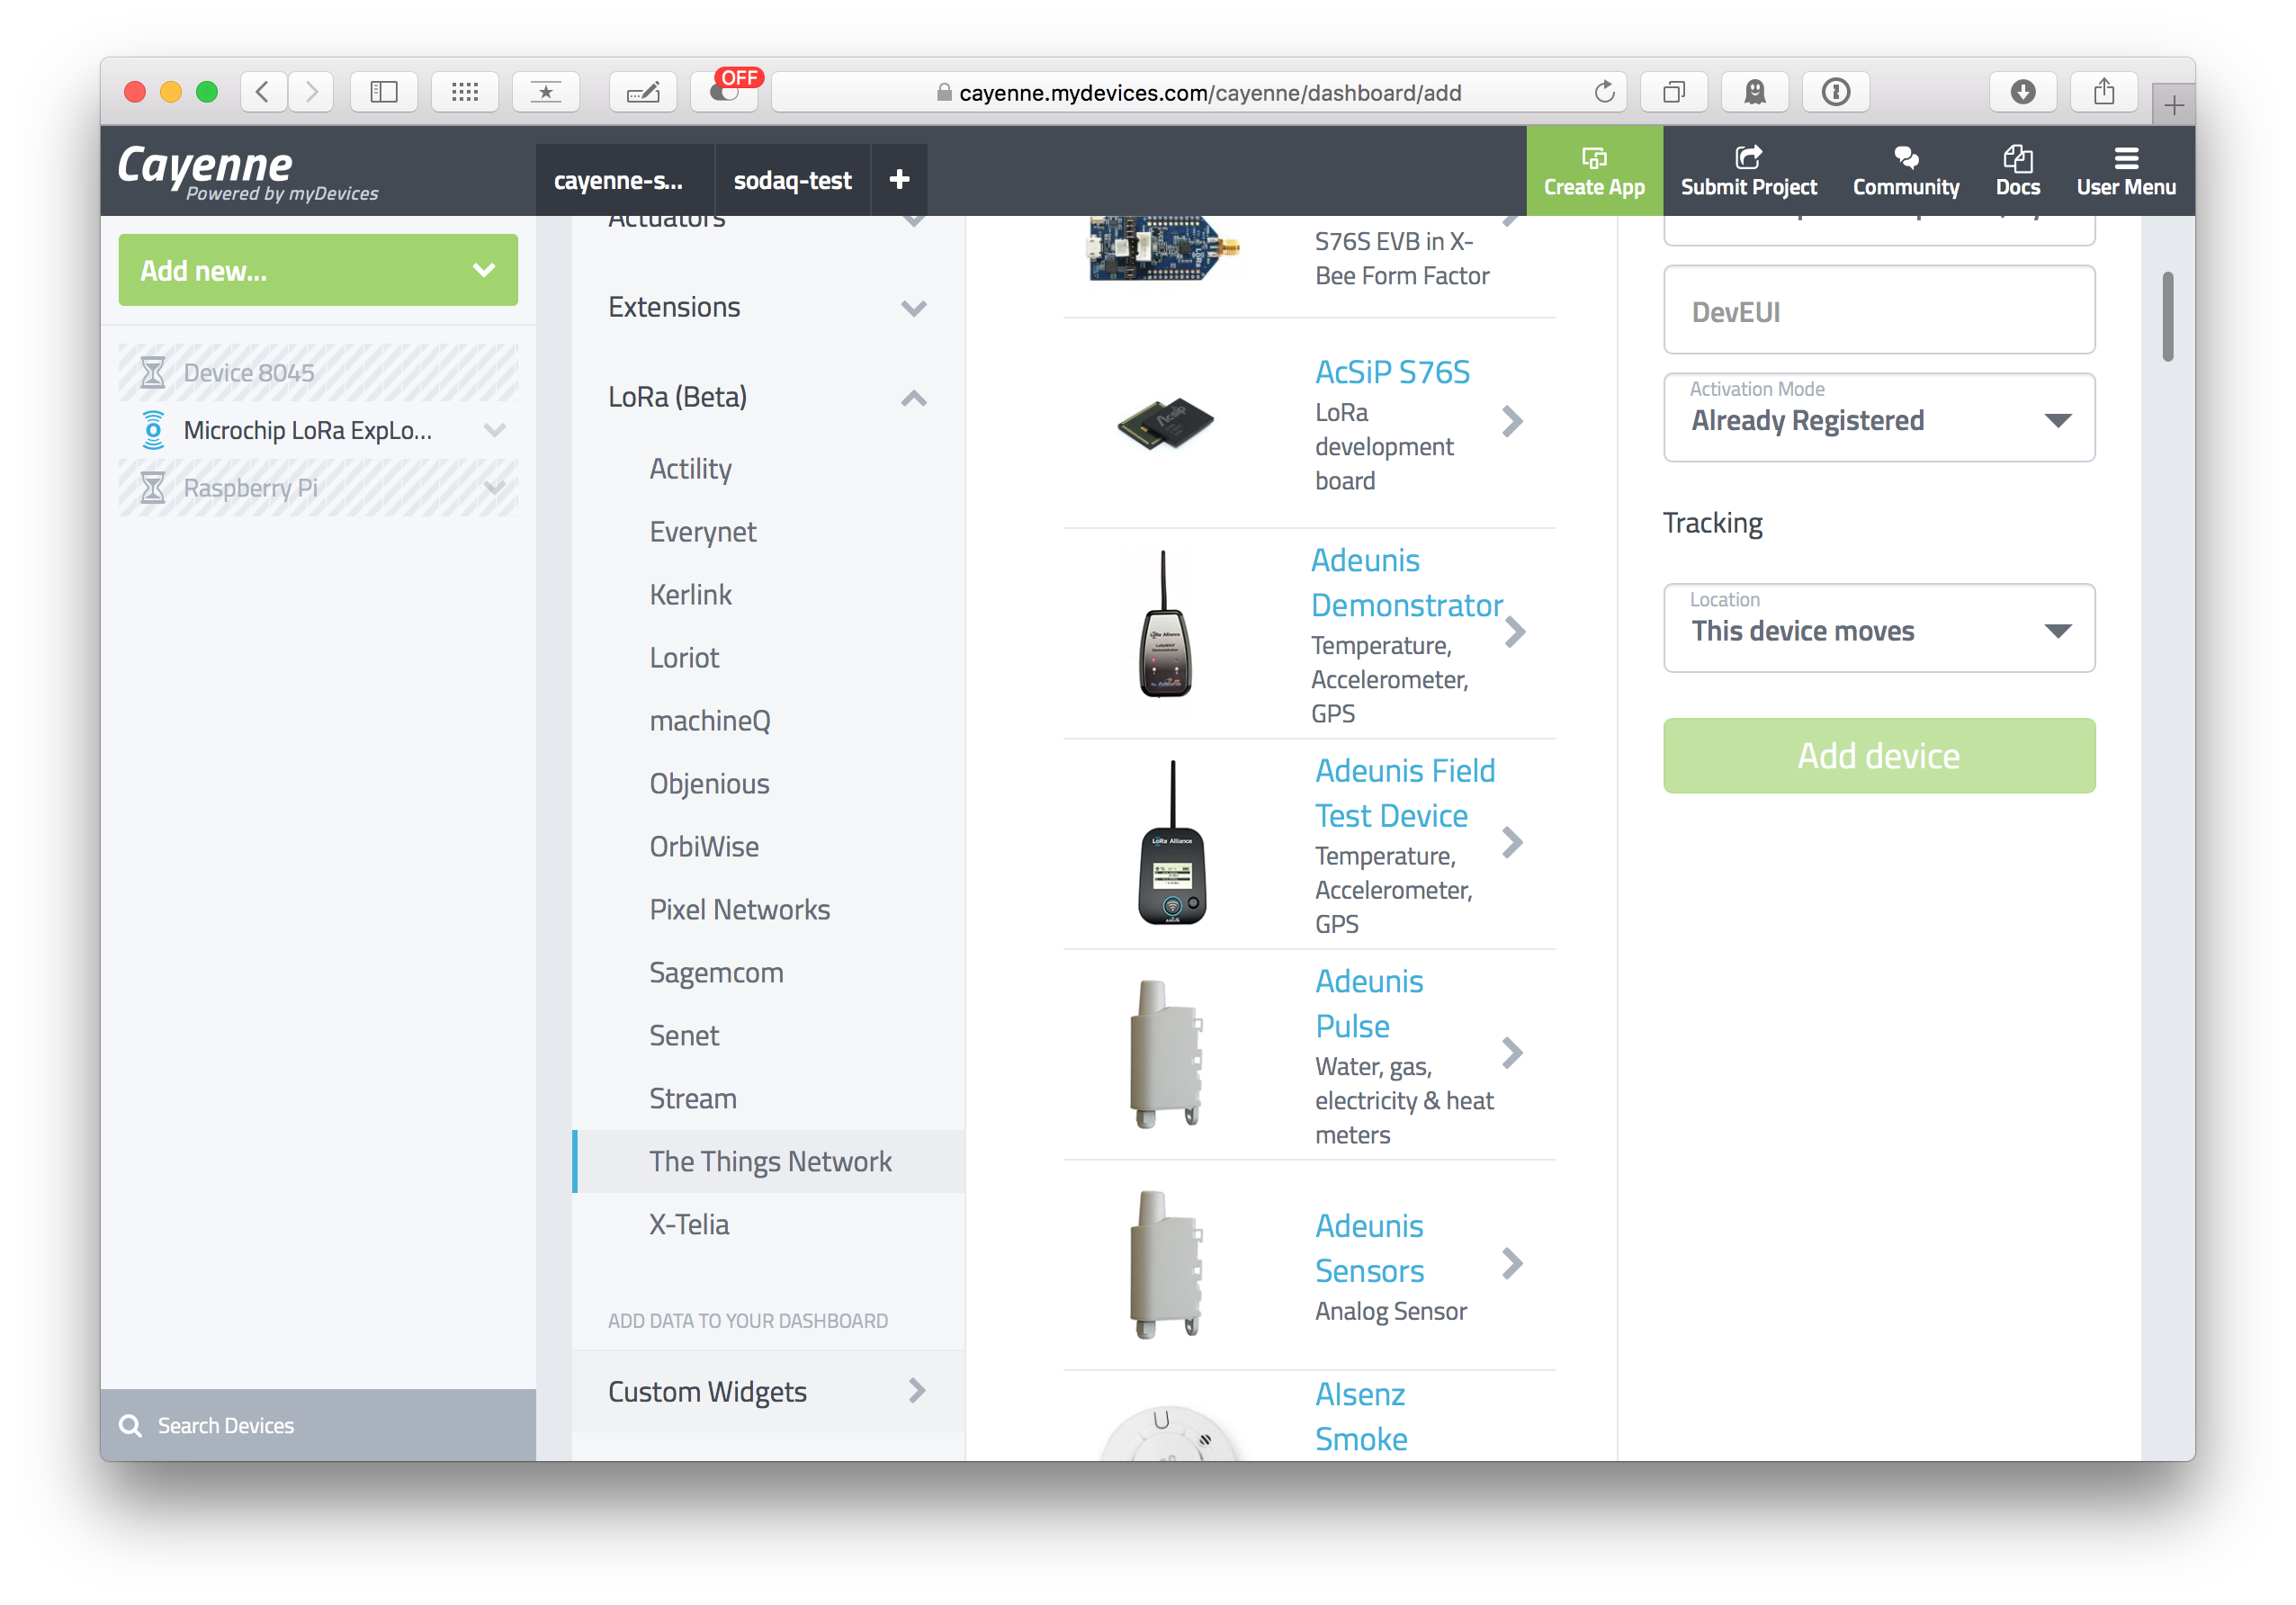 OFF
cayenne.mydevices.com/cayenne/dashboard/add
Cayenne
Powered by myDevices
cayenne-s...
sodaq-test
Create App
Submit Project
Community
Docs
User Menu
Add new...
Device 8045
Microchip LoRa ExpLo...
Raspberry Pi
Search Devices
Actuators
Extensions
LoRa (Beta)
Actility
Everynet
Kerlink
Loriot
machineQ
Objenious
OrbiWise
Pixel Networks
Sagemcom
Senet
Stream
The Things Network
X-Telia
ADD DATA TO YOUR DASHBOARD
Custom Widgets
S76S EVB in X-
Bee Form Factor
AcSiP S76S
LoRa
development
board
Adeunis
Demonstrator
Temperature,
Accelerometer,
GPS
Adeunis Field
Test Device
Temperature,
Accelerometer,
GPS
LoRa Alliance
Adeunis
Pulse
Water, gas,
electricity & heat
meters
Adeunis
Sensors
Analog Sensor
Alsenz
Smoke
DevEUI
Activation Mode
Already Registered
Tracking
Location
This device moves
Add device